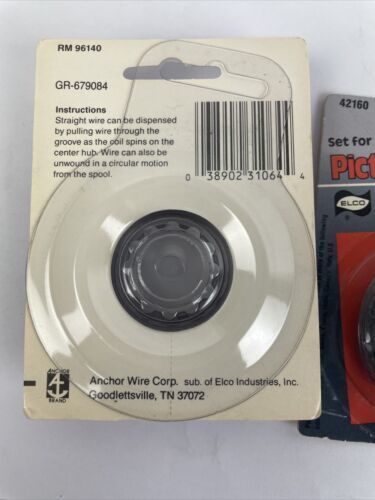 RM 96140
GR-679084
Instructions
Straight wire can be dispensed
by pulling wire through the
groove as the coil spins on the
center hub. Wire can also be
unwound in a circular motion
from the spool.
0 38902 31064 4
ANCHOR
BRAND
Anchor Wire Corp. sub. of Elco Industries, Inc.
Goodlettsville, TN 37072
42160
Set for
Pict
ELCO